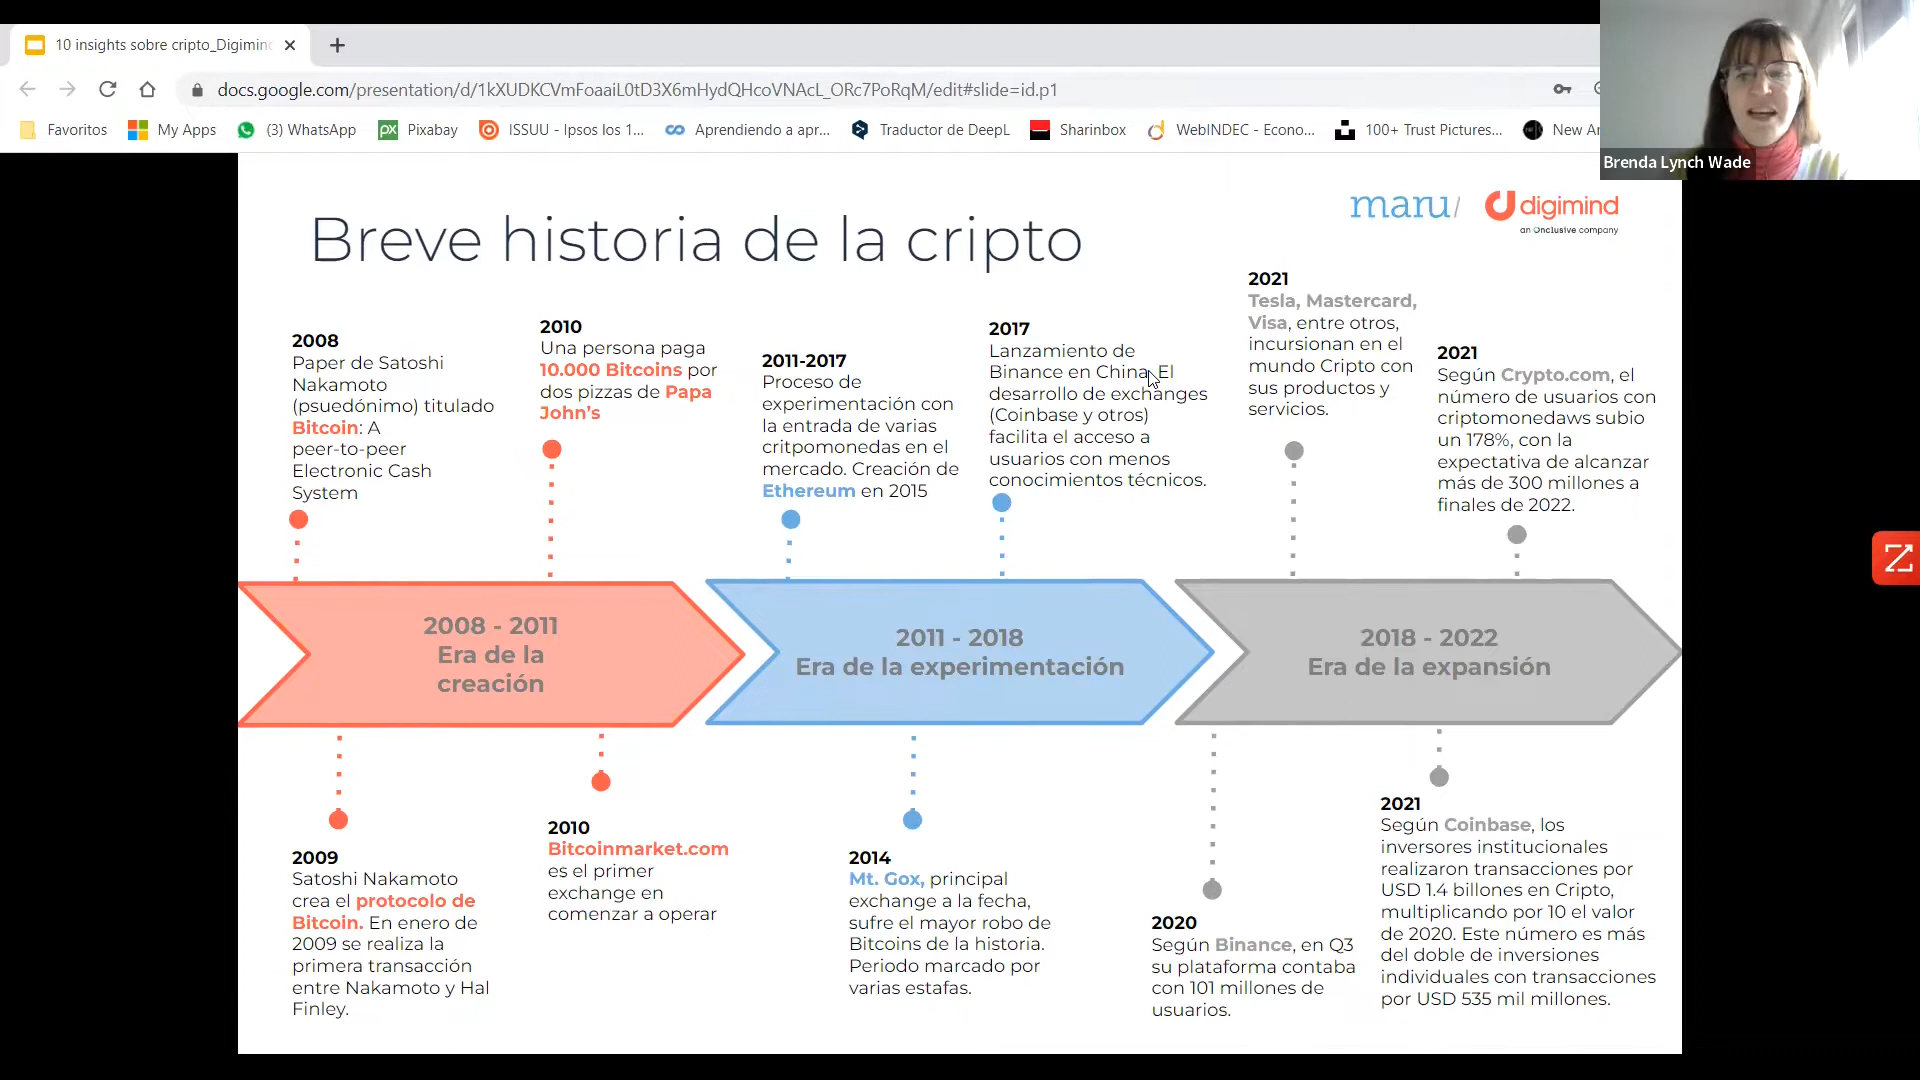 10 insights sobre cripto_Digimin
docs.google.com/presentation/d/1kXUDKCVmFoaaiL0tD3X6mHydQHcoVNAcL_ORc7PoRqM/edit#slide=id.p1
Favoritos
My Apps
(3) WhatsApp
Pixabay
ISSUU - Ipsos los 1...
Aprendiendo a apr...
Traductor de DeepL
Sharinbox
WebINDEC - Econo...
100+ Trust Pictures...
New Ar
Brenda Lynch Wade
maru/
digimind
an Onclusive company
Breve historia de la cripto
2008
Paper de Satoshi
Nakamoto
(psuedónimo) titulado
Bitcoin: A
peer-to-peer
Electronic Cash
System
2010
Una persona paga
10.000 Bitcoins por
dos pizzas de Papa
John's
2011-2017
Proceso de
experimentación con
la entrada de varias
critpomonedas en el
mercado. Creación de
Ethereum en 2015
2017
Lanzamiento de
Binance en China. El
desarrollo de exchanges
(Coinbase y otros)
facilita el acceso a
usuarios con menos
conocimientos técnicos.
2021
Tesla, Mastercard,
Visa, entre otros,
incursionan en el
mundo Cripto con
sus productos y
servicios.
2021
Según Crypto.com, el
número de usuarios con
criptomonedaws subio
un 178%, con la
expectativa de alcanzar
más de 300 millones a
finales de 2022.
2008 - 2011
Era de la
creación
2011 - 2018
Era de la experimentación
2018 - 2022
Era de la expansión
2009
Satoshi Nakamoto
crea el protocolo de
Bitcoin. En enero de
2009 se realiza la
primera transacción
entre Nakamoto y Hal
Finley.
2010
Bitcoinmarket.com
es el primer
exchange en
comenzar a operar
2014
Mt. Gox, principal
exchange a la fecha,
sufre el mayor robo de
Bitcoins de la historia.
Periodo marcado por
varias estafas.
2020
Según Binance, en Q3
su plataforma contaba
con 101 millones de
usuarios.
2021
Según Coinbase, los
inversores institucionales
realizaron transacciones por
USD 1.4 billones en Cripto,
multiplicando por 10 el valor
de 2020. Este número es más
del doble de inversiones
individuales con transacciones
por USD 535 mil millones.